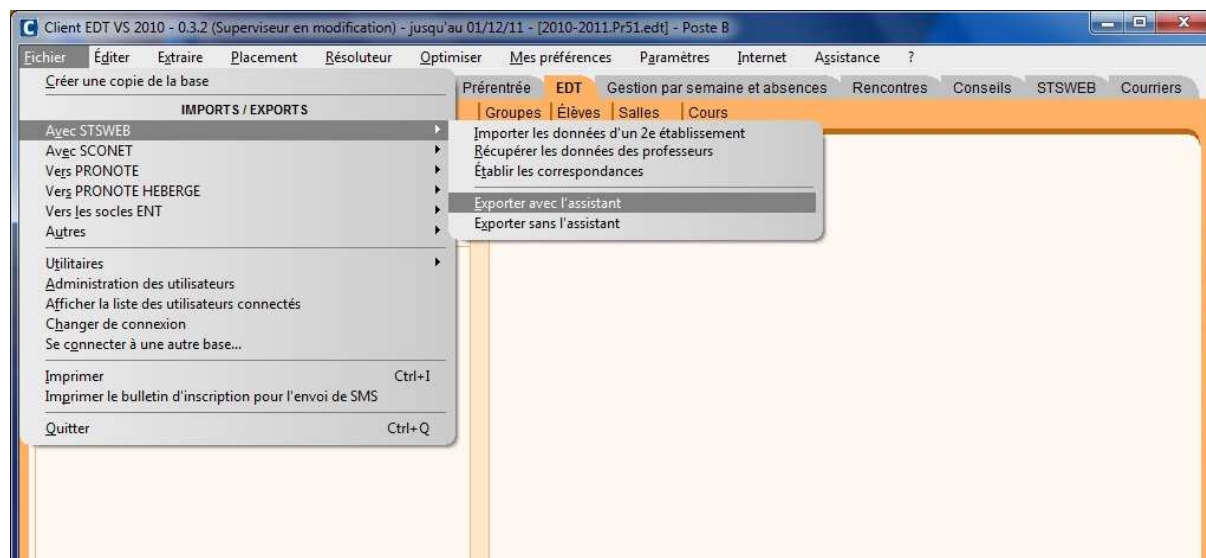 Client EDT VS 2010 - 0.3.2 (Superviseur en modification) - jusqu'au 01/12/11 - [2010-2011.Pr51.edt] - Poste B
Fichier Éditer Extraire Placement Résoluteur Optimiser Mes préférences Paramètres Internet Assistance ?
Prérentrée EDT Gestion par semaine et absences Rencontres Conseils STSWEB Courriers
Groupes Élèves Salles Cours
Créer une copie de la base
IMPORTS / EXPORTS
Avec STSWEB
Avec SCONET
Vers PRONOTE
Vers PRONOTE HEBERGE
Vers les socles ENT
Autres
Utilitaires
Administration des utilisateurs
Afficher la liste des utilisateurs connectés
Changer de connexion
Se connecter à une autre base...
Imprimer Ctrl+I
Imprimer le bulletin d'inscription pour l'envoi de SMS
Quitter Ctrl+Q
Importer les données d'un 2e établissement
Récupérer les données des professeurs
Établir les correspondances
Exporter avec l'assistant
Exporter sans l'assistant